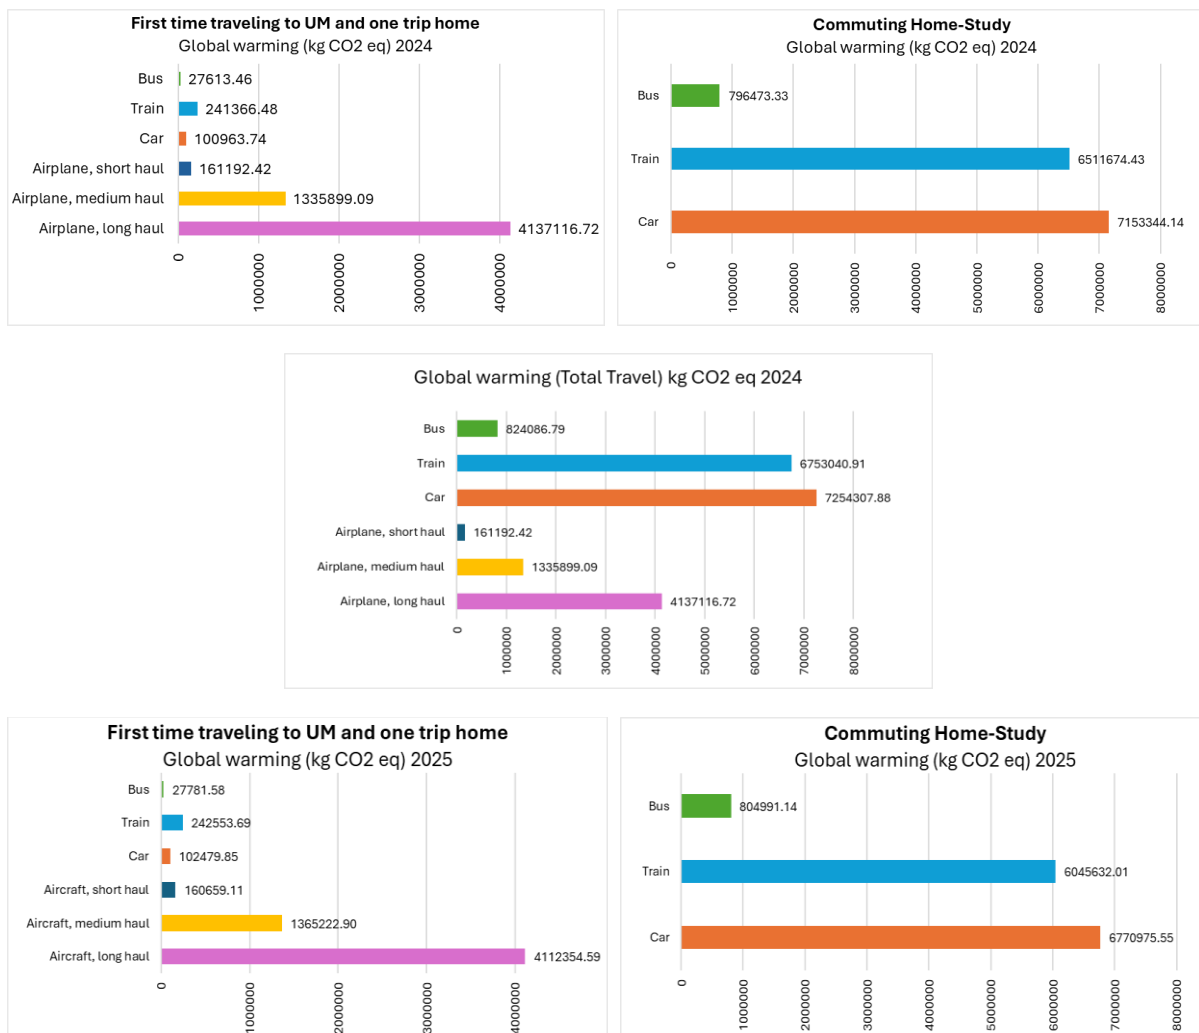 First time traveling to UM and one trip home
Global warming (kg CO2 eq) 2024
Bus 27613.46
Train 241366.48
Car 100963.74
Airplane, short haul 161192.42
Airplane, medium haul 1335899.09
Airplane, long haul 4137116.72
0 1000000 2000000 3000000 4000000
Commuting Home-Study
Global warming (kg CO2 eq) 2024
Bus 796473.33
Train 6511674.43
Car 7153344.14
0 1000000 2000000 3000000 4000000 5000000 6000000 7000000 8000000
Global warming (Total Travel) kg CO2 eq 2024
Bus 824086.79
Train 6753040.91
Car 7254307.88
Airplane, short haul 161192.42
Airplane, medium haul 1335899.09
Airplane, long haul 4137116.72
0 1000000 2000000 3000000 4000000 5000000 6000000 7000000 8000000
First time traveling to UM and one trip home
Global warming (kg CO2 eq) 2025
Bus 27781.58
Train 242553.69
Car 102479.85
Aircraft, short haul 160659.11
Aircraft, medium haul 1365222.90
Aircraft, long haul 4112354.59
0 1000000 2000000 3000000 4000000
Commuting Home-Study
Global warming (kg CO2 eq) 2025
Bus 804991.14
Train 6045632.01
Car 6770975.55
0 1000000 2000000 3000000 4000000 5000000 6000000 7000000 8000000